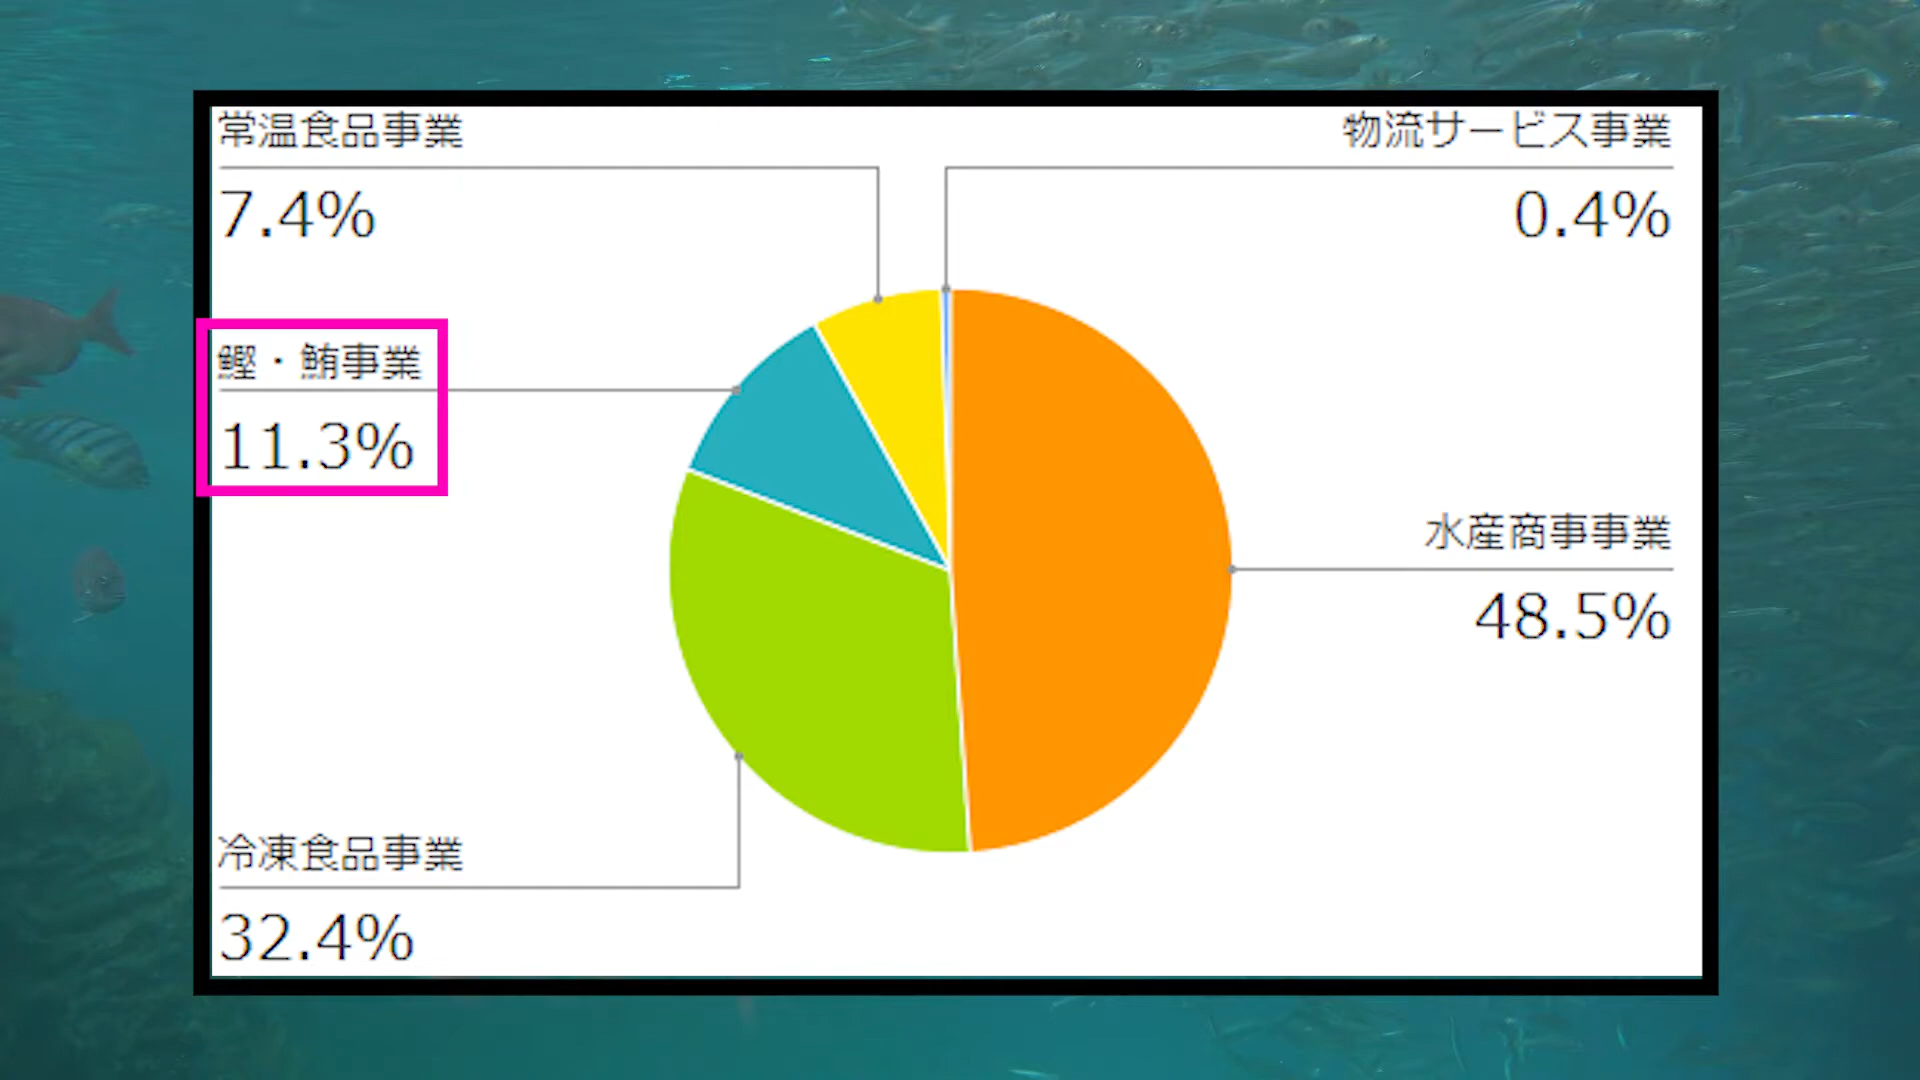 常温食品事業
7.4%
物流サービス事業
0.4%
鰹・鮪事業
11.3%
水産商事事業
48.5%
冷凍食品事業
32.4%